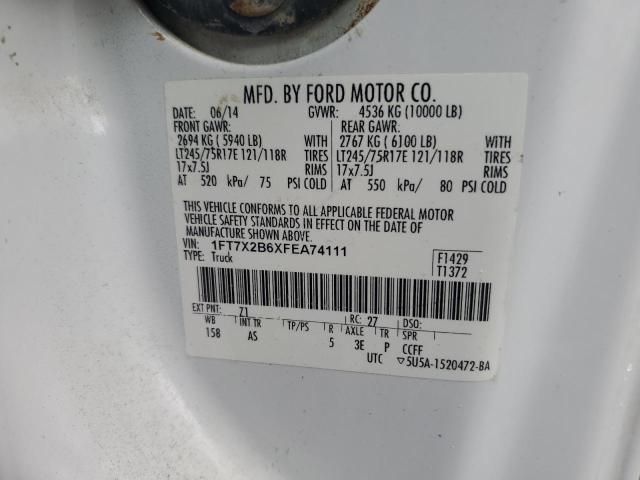 MFD. BY FORD MOTOR CO.
DATE: 06/14 GVWR: 4536 KG (10000 LB)
FRONT GAWR: REAR GAWR:
2694 KG ( 5940 LB) WITH 2767 KG ( 6100 LB) WITH
LT245/75R17E 121/118R TIRES LT245/75R17E 121/118R TIRES
17x7.5J RIMS 17x7.5J RIMS
AT 520 kPa/ 75 PSI COLD AT 550 kPa/ 80 PSI COLD
THIS VEHICLE CONFORMS TO ALL APPLICABLE FEDERAL MOTOR
VEHICLE SAFETY STANDARDS IN EFFECT ON THE DATE OF
MANUFACTURE SHOWN ABOVE.
VIN: 1FT7X2B6XFEA74111 F1429
TYPE: Truck T1372
EXT PNT: Z1 RC: 27 DSO:
WB INT TR TP/PS R AXLE TR SPR
158 AS 5 3E P CCFF
UTC ▽5U5A-1520472-BA